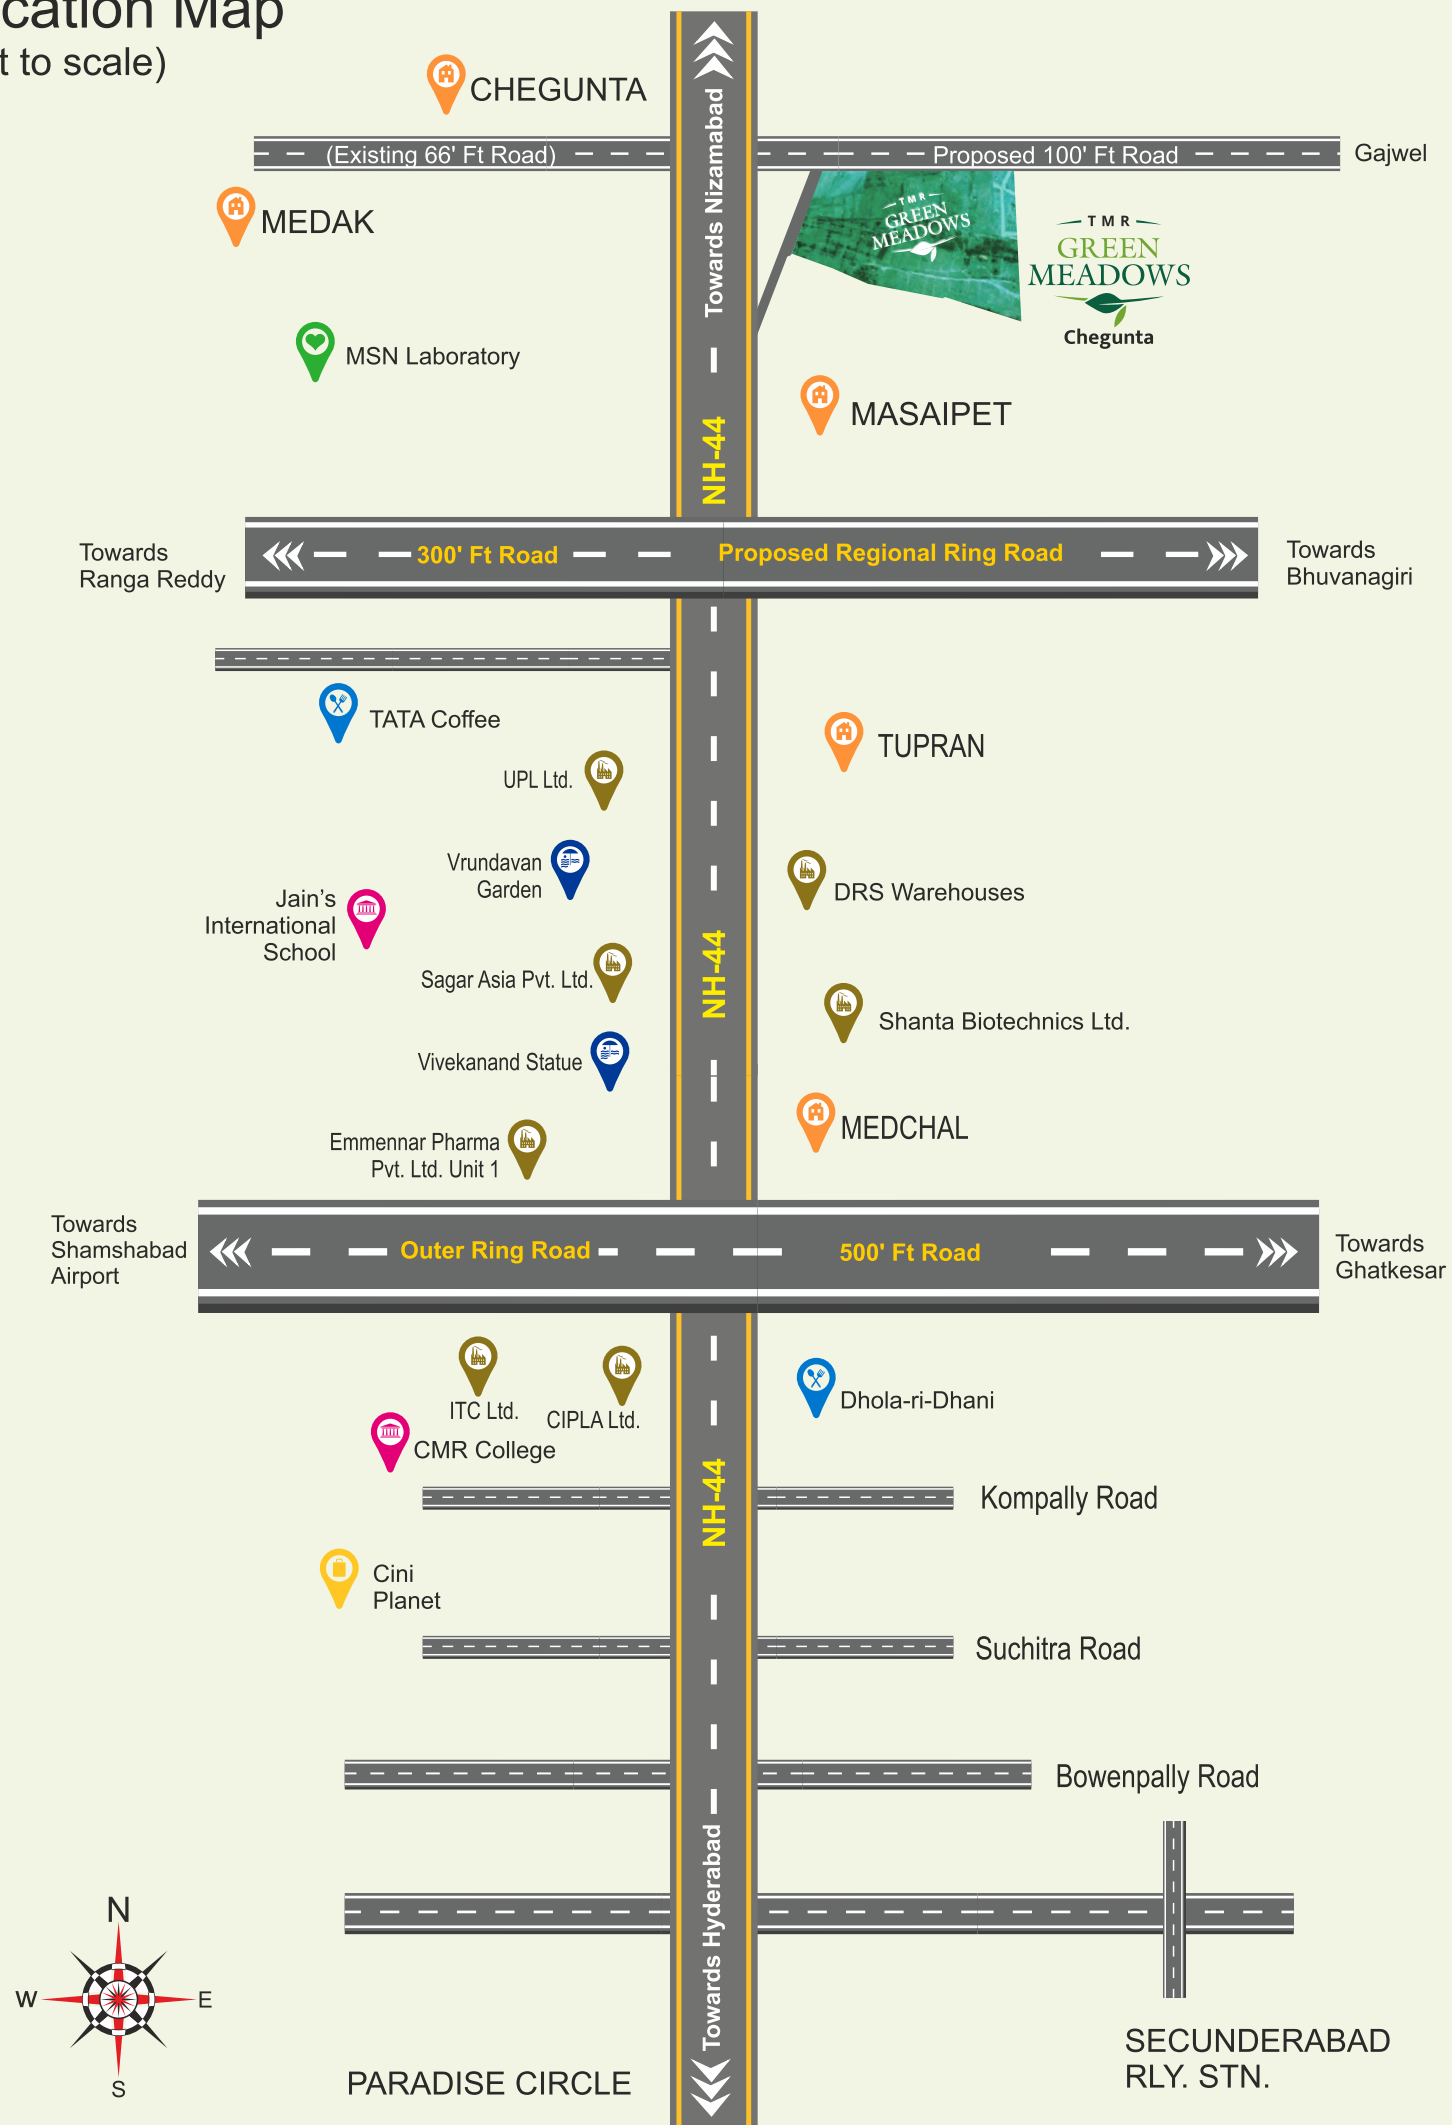 cation Map
t to scale)
CHEGUNTA
Towards Nizamabad
(Existing 66' Ft Road)
Proposed 100' Ft Road
Gajwel
MEDAK
TMR
GREEN
MEADOWS
TMR
GREEN
MEADOWS
Chegunta
MSN Laboratory
MASAIPET
NH-44
Towards
Ranga Reddy
300' Ft Road
Proposed Regional Ring Road
Towards
Bhuvanagiri
TATA Coffee
TUPRAN
UPL Ltd.
Vrundavan
Garden
DRS Warehouses
Jain's
International
School
NH-44
Sagar Asia Pvt. Ltd.
Shanta Biotechnics Ltd.
Vivekanand Statue
MEDCHAL
Emmennar Pharma
Pvt. Ltd. Unit 1
Towards
Shamshabad
Airport
Outer Ring Road
500' Ft Road
Towards
Ghatkesar
ITC Ltd.
CIPLA Ltd.
Dhola-ri-Dhani
CMR College
NH-44
Kompally Road
Cini
Planet
Suchitra Road
Bowenpally Road
Towards Hyderabad
N
W
E
S
PARADISE CIRCLE
SECUNDERABAD
RLY. STN.